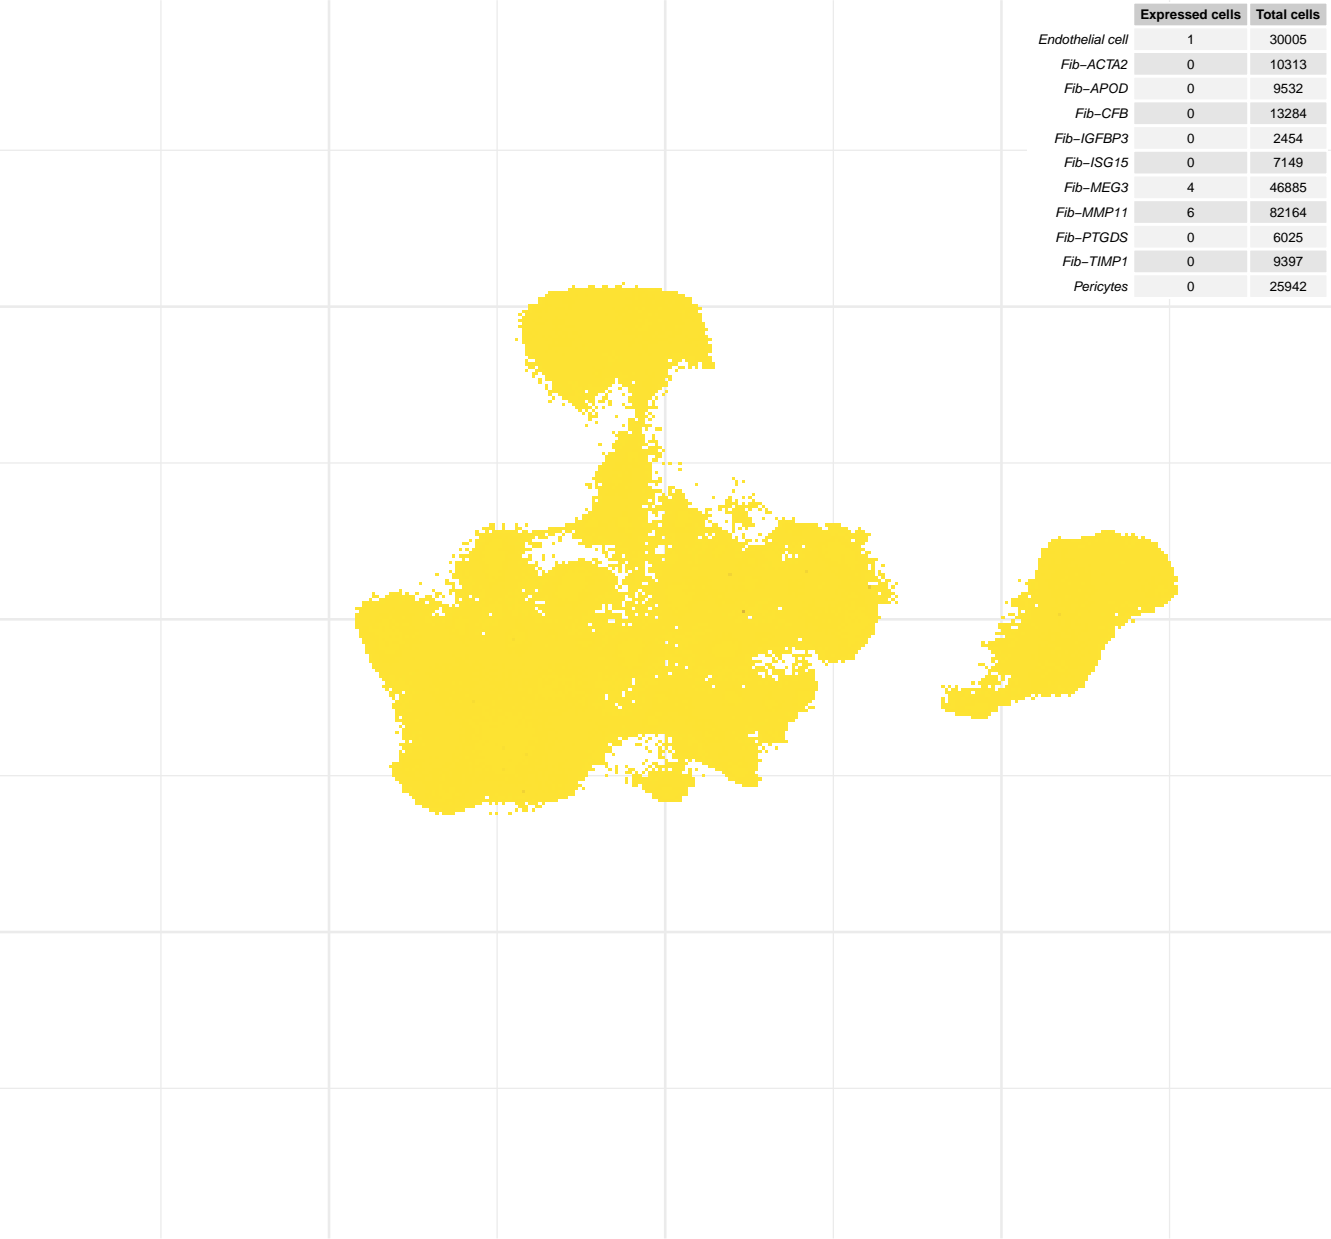 Expressed cells Total cells
Endothelial cell 1 30005
Fib−ACTA2 0 10313
Fib−APOD 0 9532
Fib−CFB 0 13284
Fib−IGFBP3 0 2454
Fib−ISG15 0 7149
Fib−MEG3 4 46885
Fib−MMP11 6 82164
Fib−PTGDS 0 6025
Fib−TIMP1 0 9397
Pericytes 0 25942